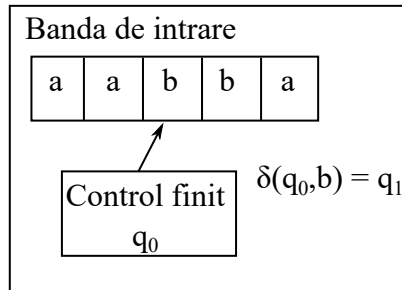 Banda de intrare
a a b b a
δ(q₀,b) = q₁
Control finit
q₀